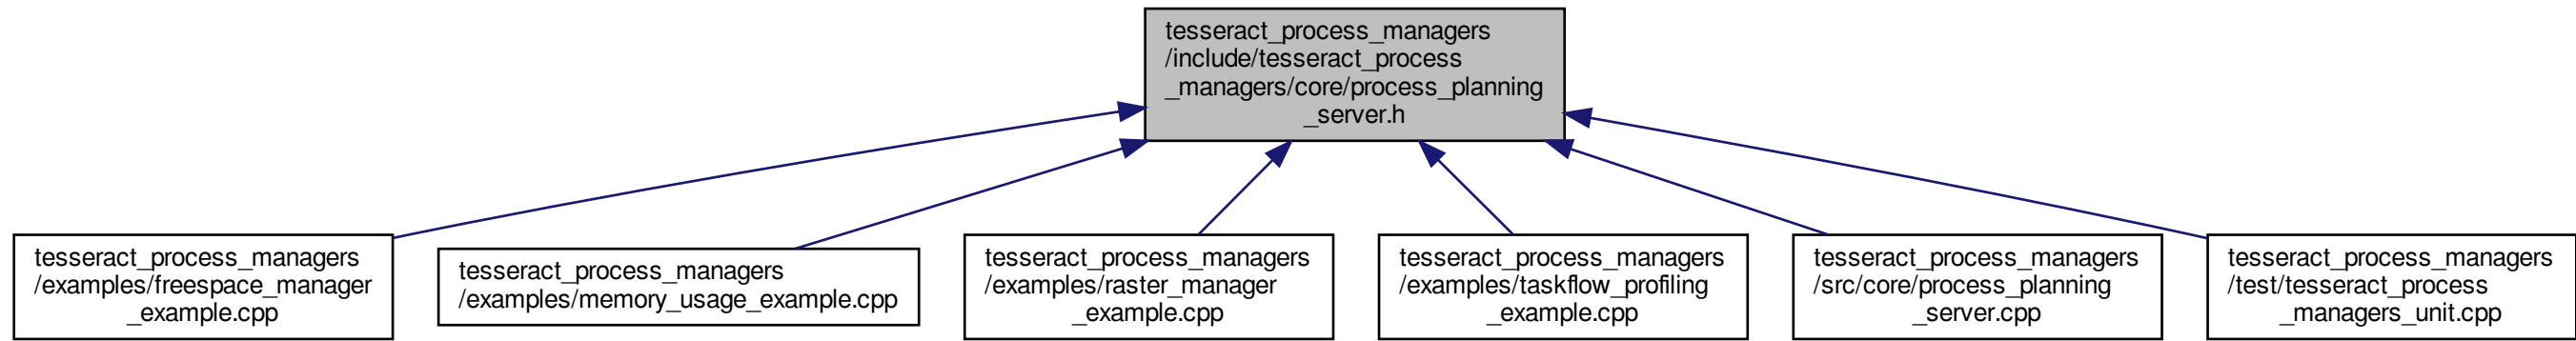 tesseract_process_managers
/include/tesseract_process
_managers/core/process_planning
_server.h
tesseract_process_managers
/examples/freespace_manager
_example.cpp
tesseract_process_managers
/examples/memory_usage_example.cpp
tesseract_process_managers
/examples/raster_manager
_example.cpp
tesseract_process_managers
/examples/taskflow_profiling
_example.cpp
tesseract_process_managers
/src/core/process_planning
_server.cpp
tesseract_process_managers
/test/tesseract_process
_managers_unit.cpp